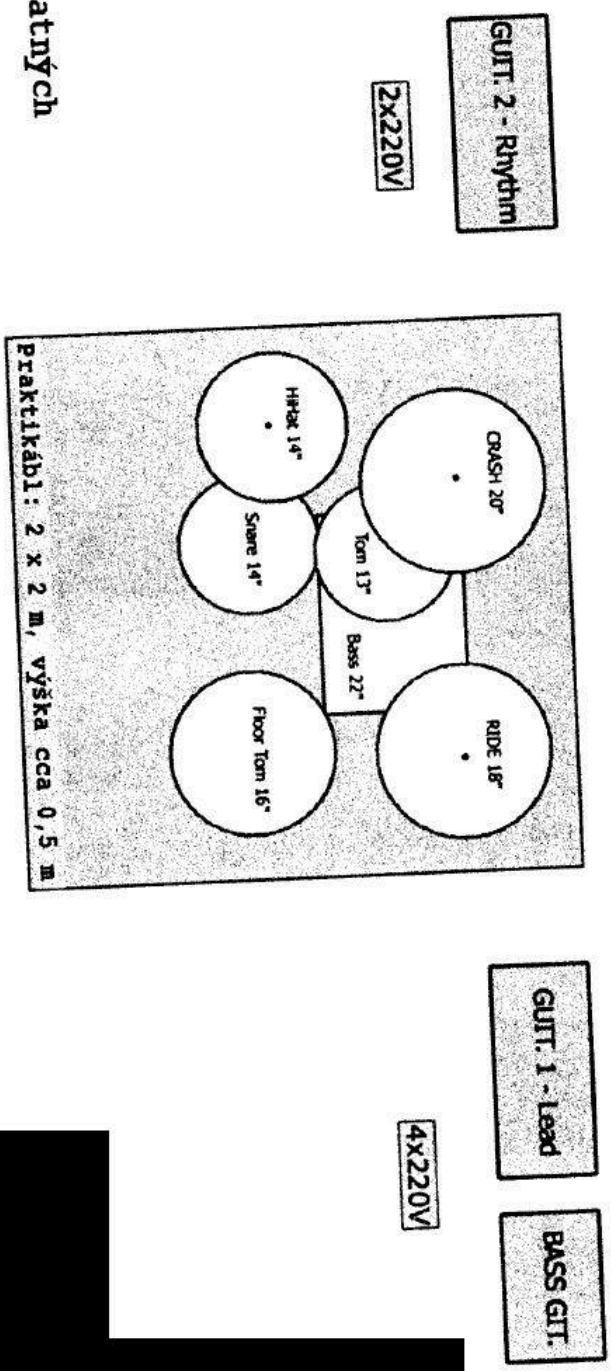 GUIT. 2 - Rhythm
GUIT. 1 - Lead
BASS GIT.
2x220V
4x220V
CRASH 20"
RIDE 18"
Tom 13"
Bass 22"
HiHat 14"
Snare 14"
Floor Tom 16"
Praktikábl: 2 x 2 m, výška cca 0,5 m
atných